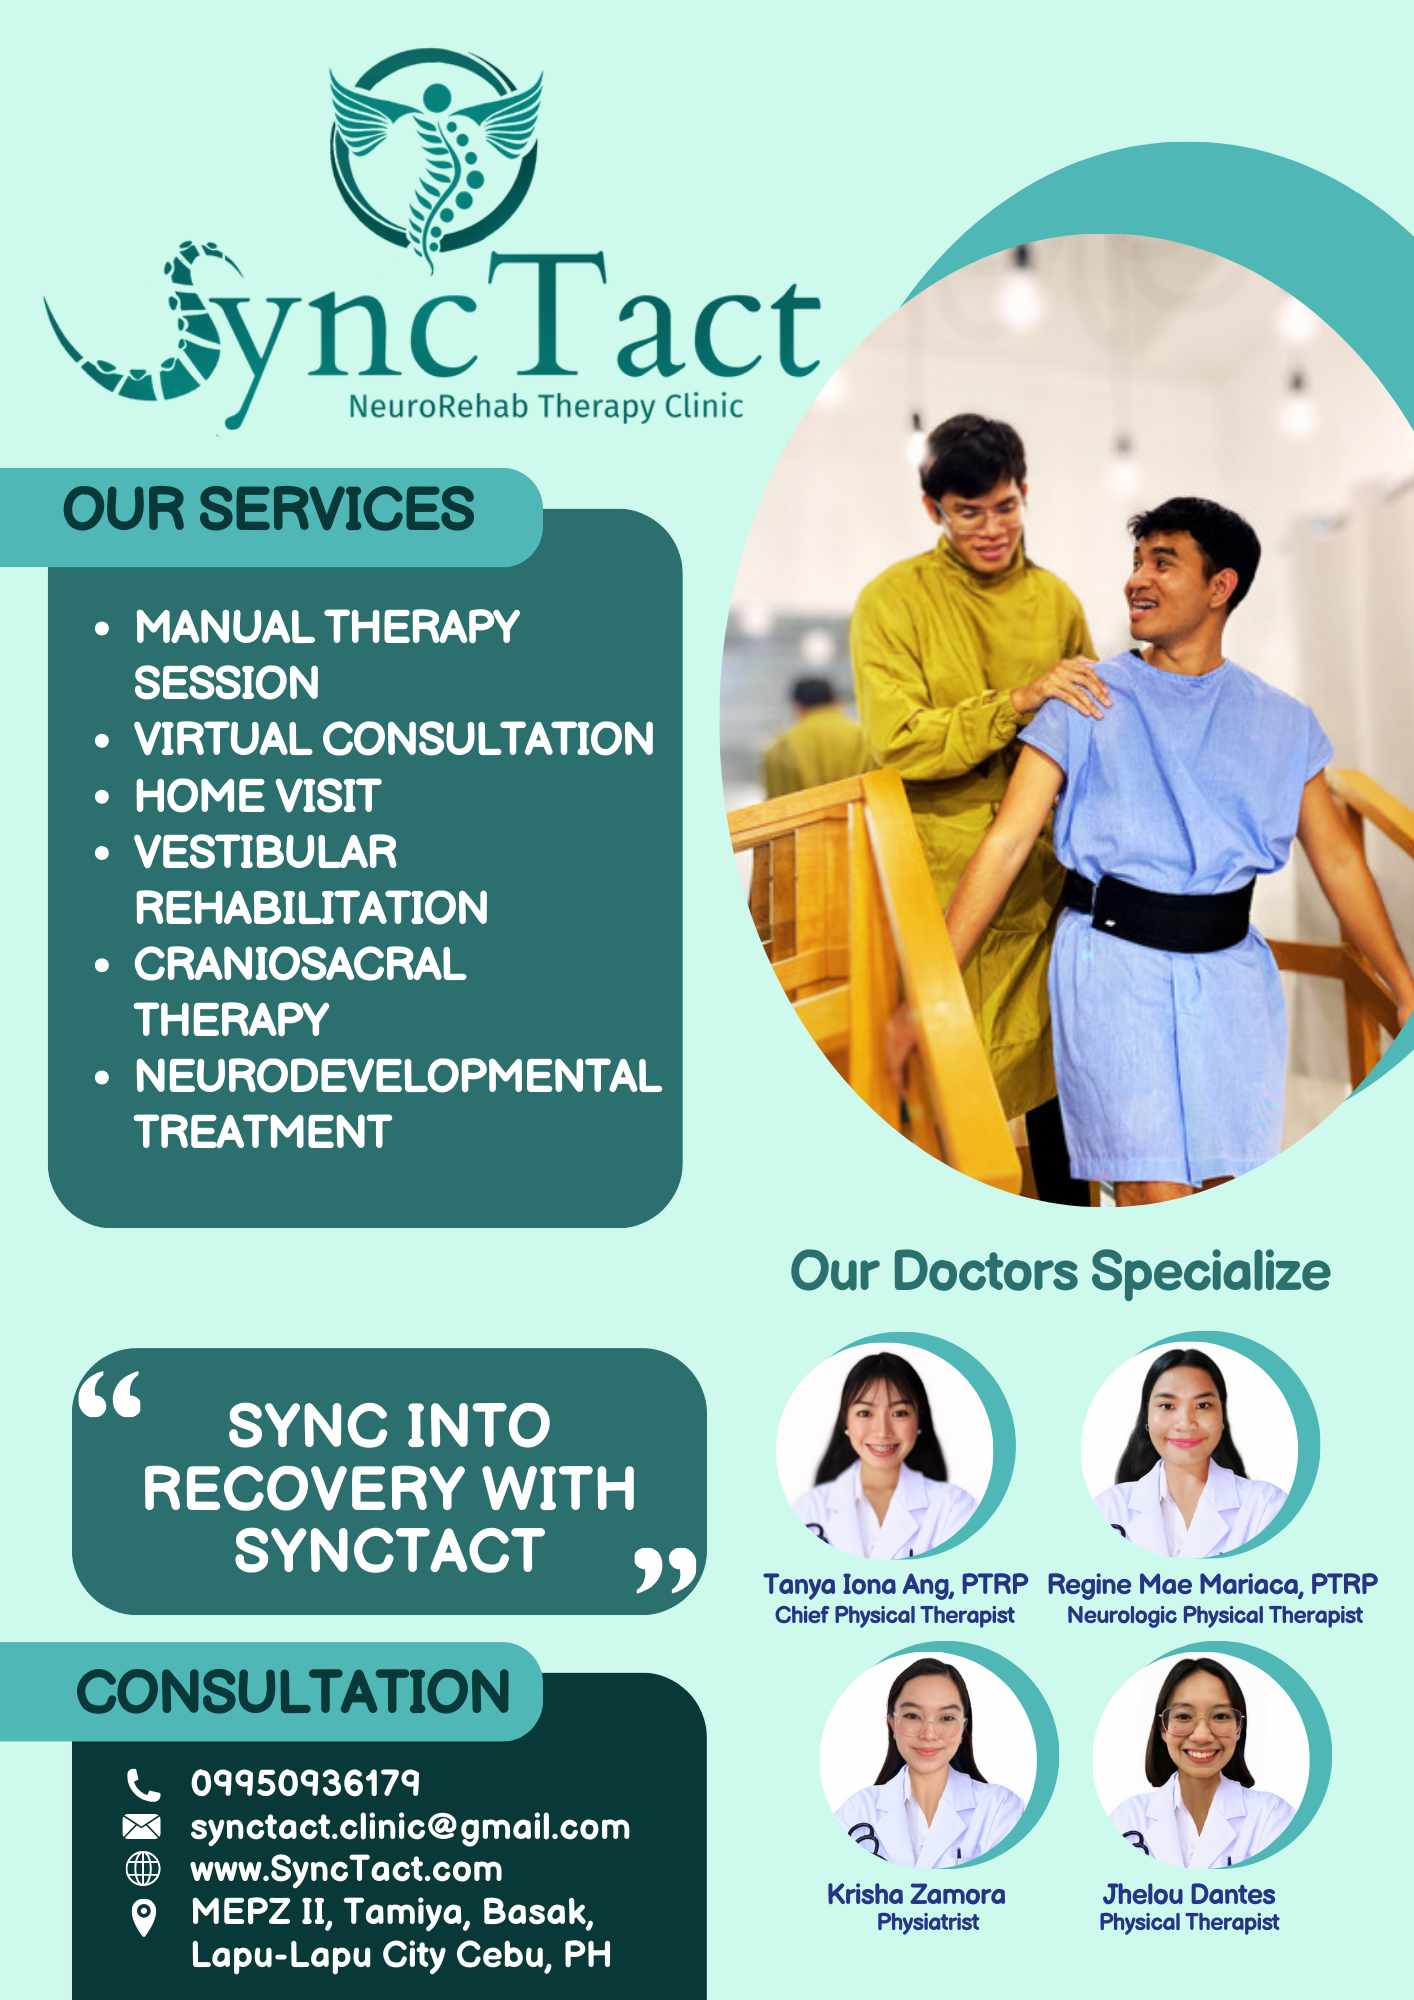 SyncTact
NeuroRehab Therapy Clinic
OUR SERVICES
• MANUAL THERAPY
SESSION
• VIRTUAL CONSULTATION
• HOME VISIT
• VESTIBULAR
REHABILITATION
• CRANIOSACRAL
THERAPY
• NEURODEVELOPMENTAL
TREATMENT
“ SYNC INTO
RECOVERY WITH
SYNCTACT ”
CONSULTATION
09950936179
synctact.clinic@gmail.com
www.SyncTact.com
MEPZ II, Tamiya, Basak,
Lapu-Lapu City Cebu, PH
Our Doctors Specialize
Tanya Iona Ang, PTRP
Chief Physical Therapist
Regine Mae Mariaca, PTRP
Neurologic Physical Therapist
Krisha Zamora
Physiatrist
Jhelou Dantes
Physical Therapist